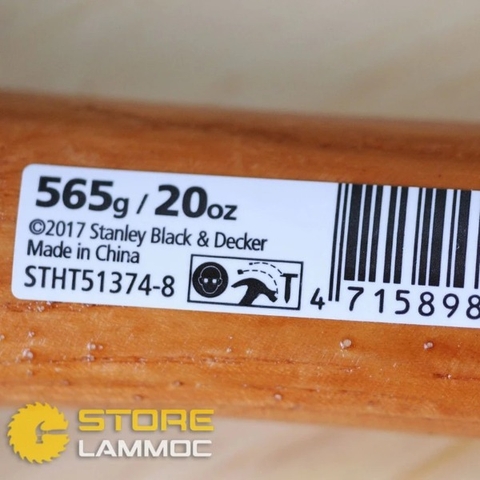 565g / 20oz
©2017 Stanley Black & Decker
Made in China
STHT51374-8
4 715898
STORE
LAMMOC